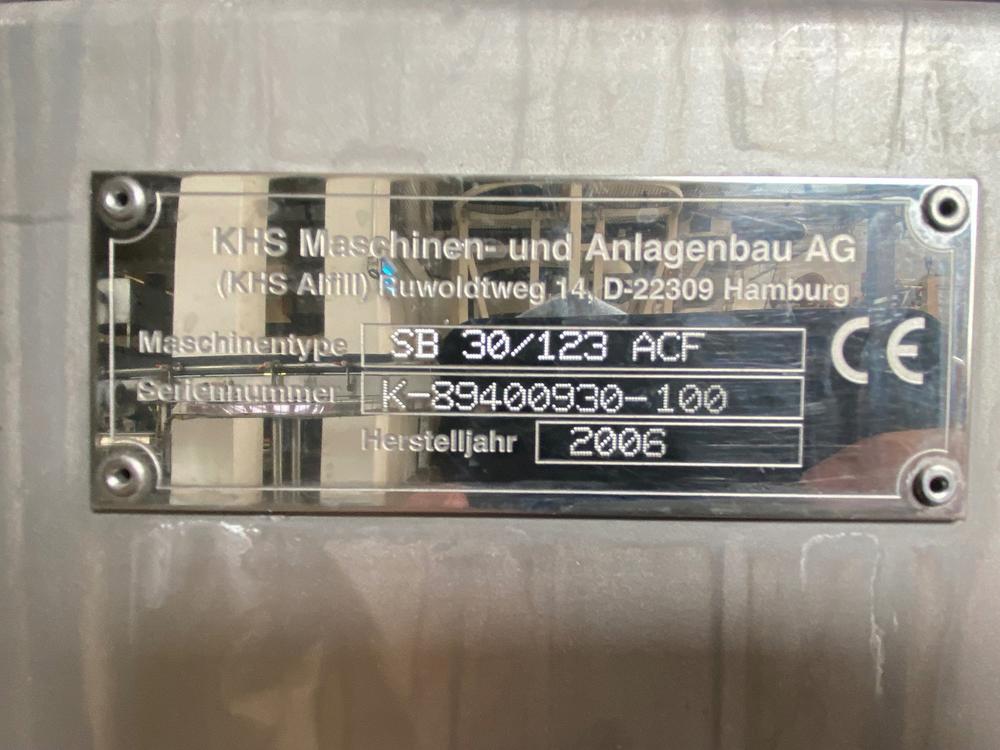 KHS Maschinen- und Anlagenbau AG
(KHS Alfill) Ruwoldtweg 14, D-22309 Hamburg
Maschinentype SB 30/123 ACF CE
Seriennummer K-89400930-100
Herstelljahr 2006